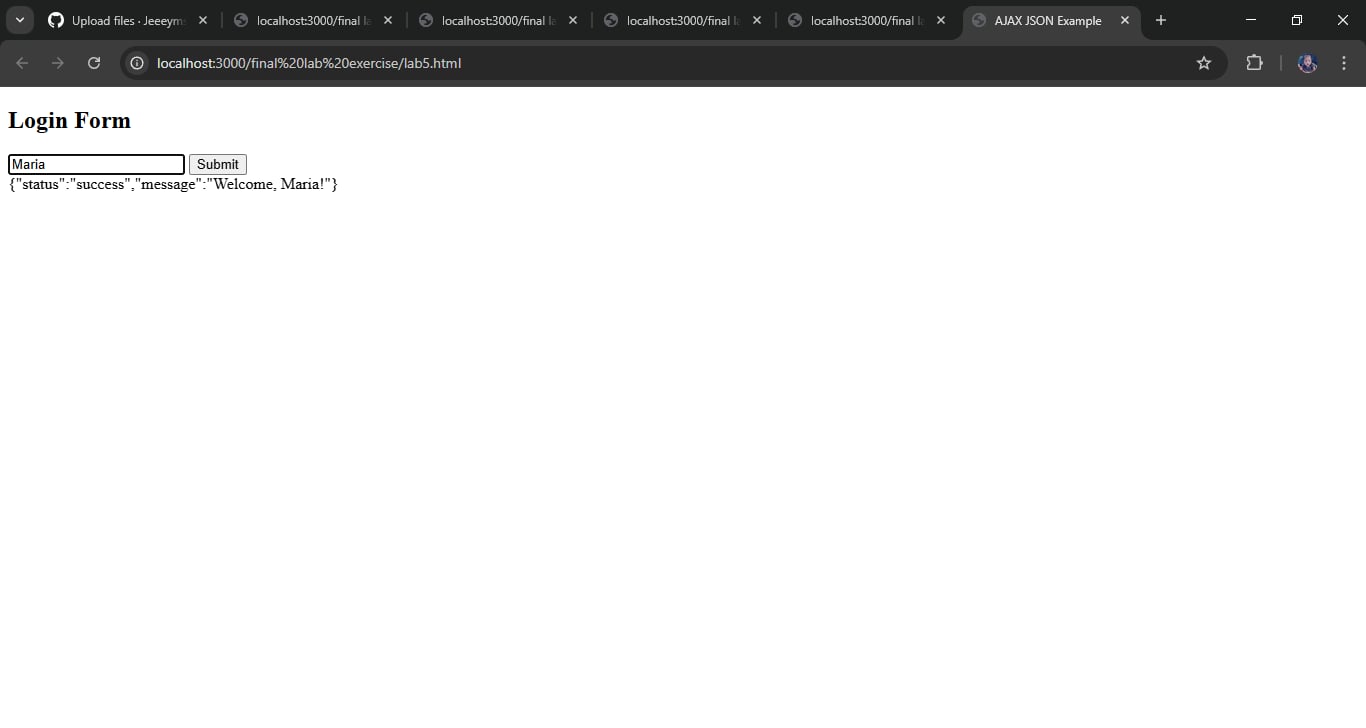 Upload files · Jeeeyms
localhost:3000/final la
localhost:3000/final la
localhost:3000/final la
localhost:3000/final la
AJAX JSON Example
localhost:3000/final%20lab%20exercise/lab5.html
Login Form
Maria Submit
{"status":"success","message":"Welcome, Maria!"}